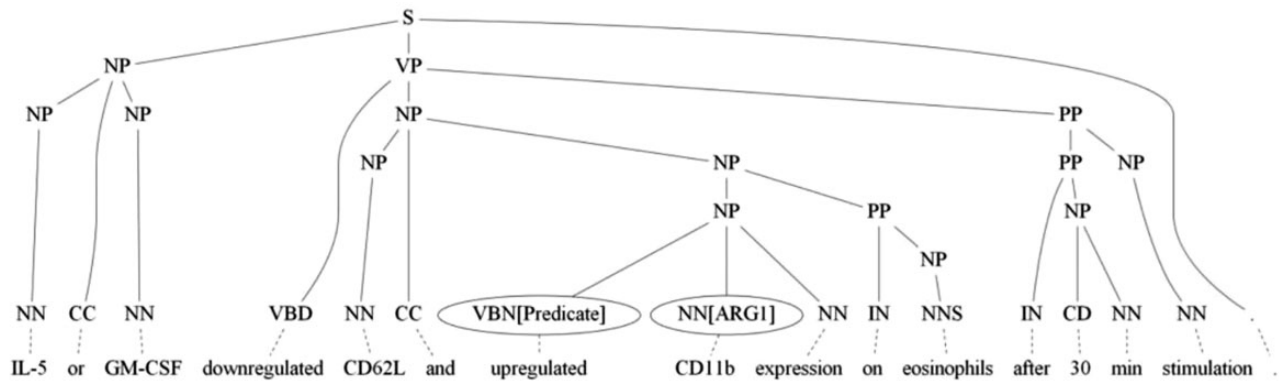 S
NP VP
NP NP NP PP
NP NP PP NP
NP PP NP
NP
NN CC NN VBD NN CC VBN[Predicate] NN[ARG1] NN IN NNS IN CD NN NN .
IL-5 or GM-CSF downregulated CD62L and upregulated CD11b expression on eosinophils after 30 min stimulation .